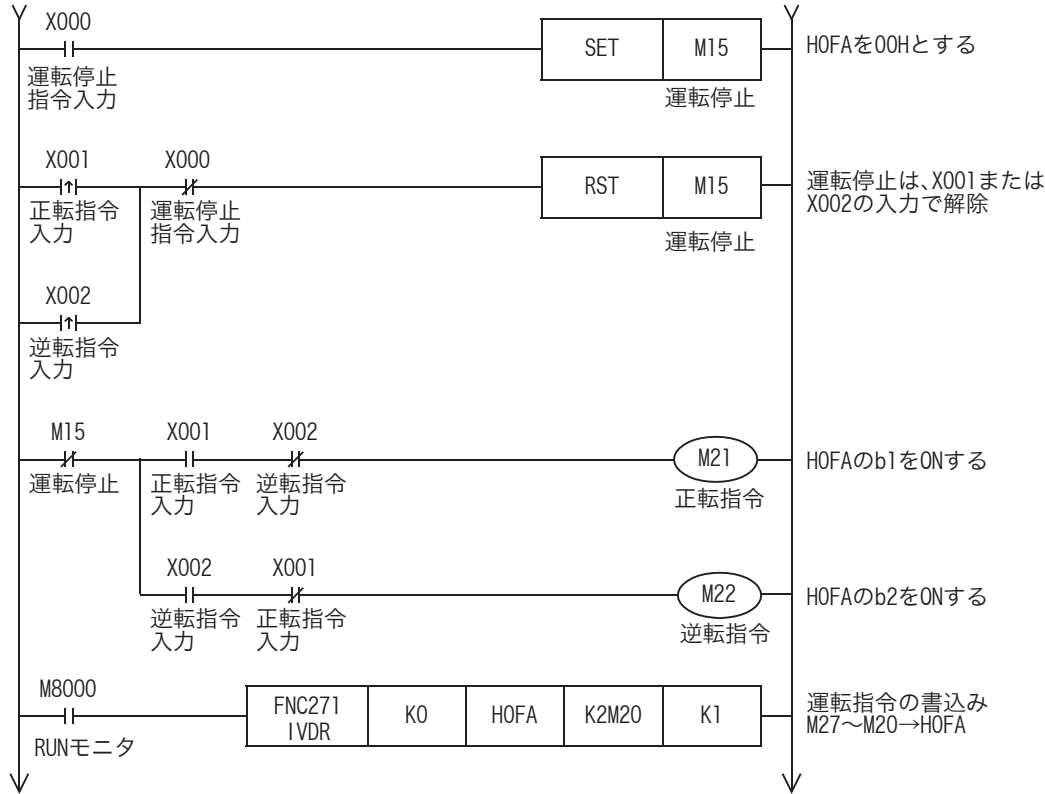 X000
運転停止
指令入力
SET
M15
運転停止
H0FAを00Hとする
X001
正転指令
入力
X000
運転停止
指令入力
RST
M15
運転停止
運転停止は、X001または
X002の入力で解除
X002
逆転指令
入力
M15
運転停止
X001
正転指令
入力
X002
逆転指令
入力
M21
正転指令
H0FAのb1をONする
X002
逆転指令
入力
X001
正転指令
入力
M22
逆転指令
H0FAのb2をONする
M8000
RUNモニタ
FNC271
IVDR
K0
H0FA
K2M20
K1
運転指令の書込み
M27～M20→H0FA